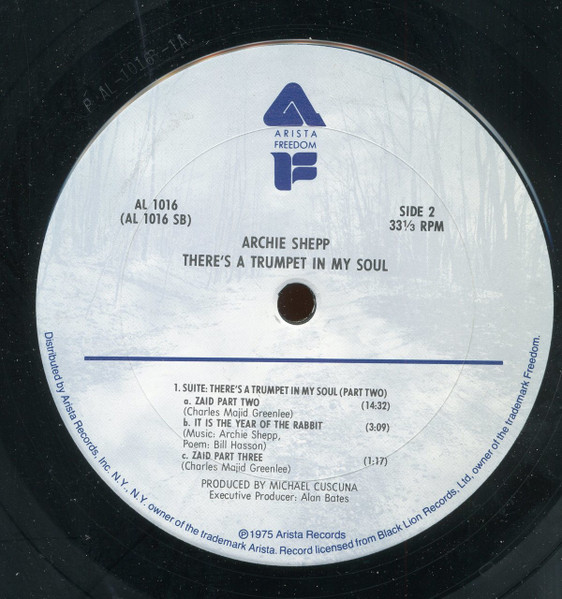 P AL-1016-
ARISTA
FREEDOM
AL 1016
(AL 1016 SB)
SIDE 2
33⅓ RPM
ARCHIE SHEPP
THERE'S A TRUMPET IN MY SOUL
1. SUITE: THERE'S A TRUMPET IN MY SOUL (PART TWO)
a. ZAID PART TWO (14:32)
(Charles Majid Greenlee)
b. IT IS THE YEAR OF THE RABBIT (3:09)
(Music: Archie Shepp,
Poem: Bill Hasson)
c. ZAID PART THREE (1:17)
(Charles Majid Greenlee)
PRODUCED BY MICHAEL CUSCUNA
Executive Producer: Alan Bates
℗1975 Arista Records
Distributed by Arista Records, Inc. N.Y., N.Y. owner of the trademark Arista. Record licensed from Black Lion Records, Ltd, owner of the trademark Freedom.